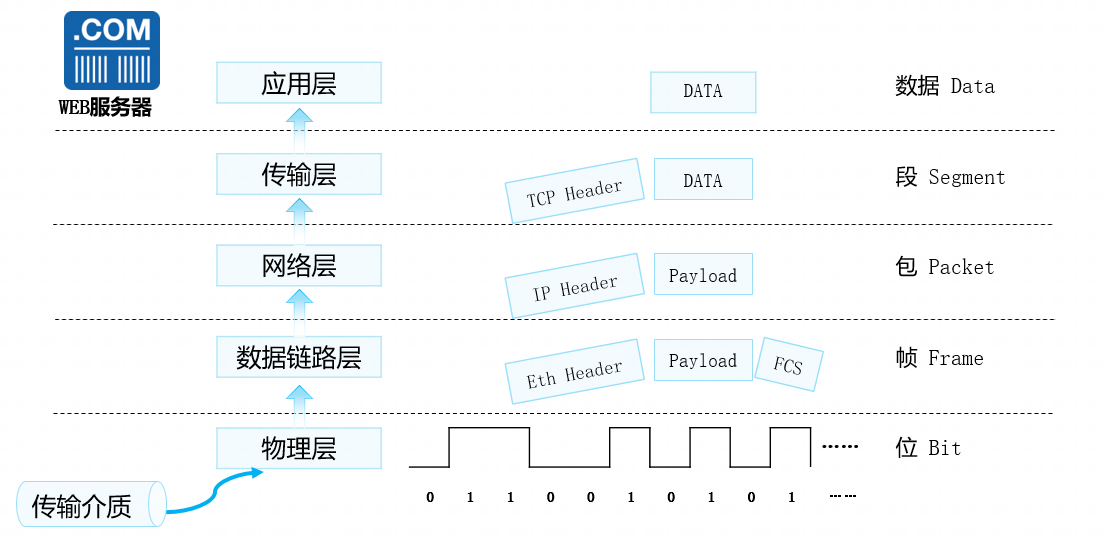 .COM
WEB服务器
应用层
DATA
数据 Data
传输层
TCP Header
DATA
段 Segment
网络层
IP Header
Payload
包 Packet
数据链路层
Eth Header
Payload
FCS
帧 Frame
物理层
……
位 Bit
传输介质
0 1 1 0 0 1 0 1 0 1 ……